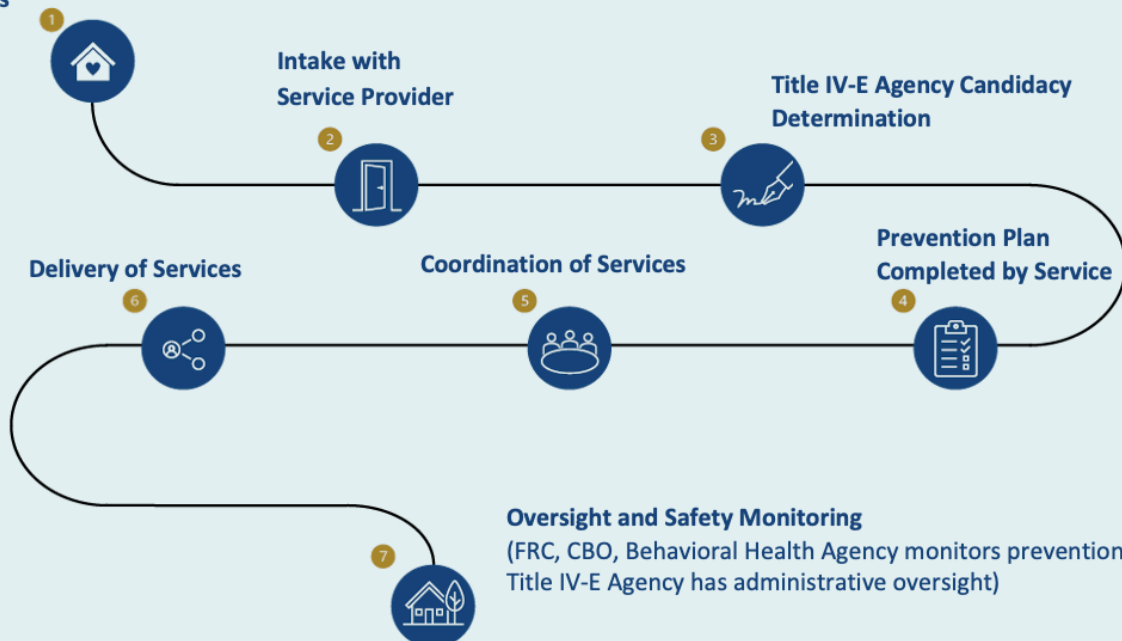 s
1
Intake with
Service Provider
2
Title IV-E Agency Candidacy
Determination
3
Prevention Plan
Completed by Service
4
Coordination of Services
5
Delivery of Services
6
7
Oversight and Safety Monitoring
(FRC, CBO, Behavioral Health Agency monitors prevention
Title IV-E Agency has administrative oversight)